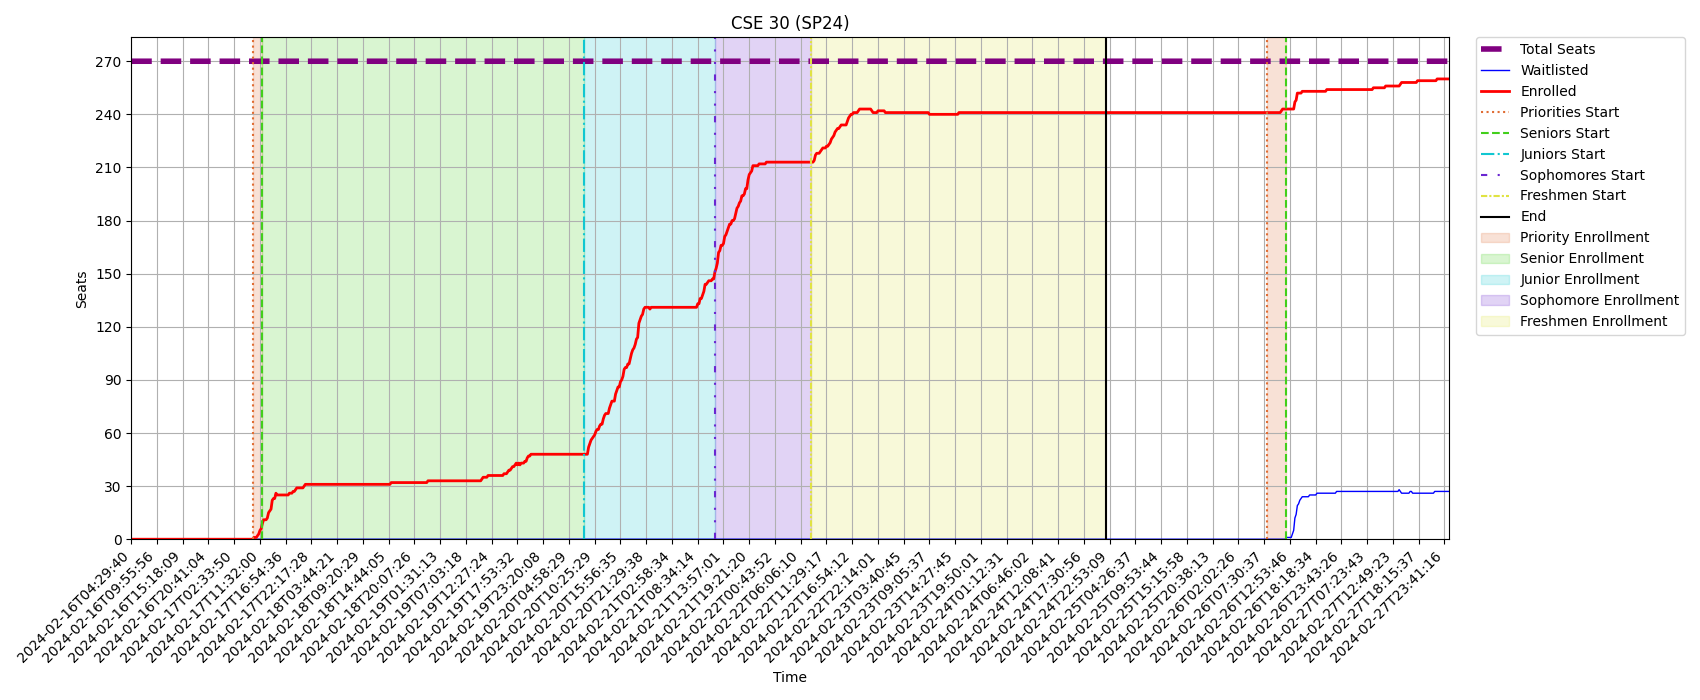 CSE 30 (SP24)
Seats
270
240
210
180
150
120
90
60
30
0
2024-02-16T04:29:40
2024-02-16T09:55:56
2024-02-16T15:18:09
2024-02-16T20:41:04
2024-02-17T02:33:50
2024-02-17T11:32:00
2024-02-17T16:54:36
2024-02-17T22:17:28
2024-02-18T03:44:21
2024-02-18T09:20:29
2024-02-18T14:44:05
2024-02-18T20:07:26
2024-02-19T01:31:13
2024-02-19T07:03:18
2024-02-19T12:27:24
2024-02-19T17:53:32
2024-02-19T23:20:08
2024-02-20T04:58:29
2024-02-20T10:25:29
2024-02-20T15:56:35
2024-02-20T21:29:38
2024-02-21T02:58:34
2024-02-21T08:34:14
2024-02-21T13:57:01
2024-02-21T19:21:20
2024-02-22T00:43:52
2024-02-22T06:06:10
2024-02-22T11:29:17
2024-02-22T16:54:12
2024-02-22T22:14:01
2024-02-23T03:40:45
2024-02-23T09:05:37
2024-02-23T14:27:45
2024-02-23T19:50:01
2024-02-24T01:12:31
2024-02-24T06:46:02
2024-02-24T12:08:41
2024-02-24T17:30:56
2024-02-24T22:53:09
2024-02-25T04:26:37
2024-02-25T09:53:44
2024-02-25T15:15:58
2024-02-25T20:38:13
2024-02-26T02:02:26
2024-02-26T07:30:37
2024-02-26T12:53:46
2024-02-26T18:18:34
2024-02-26T23:43:26
2024-02-27T07:23:43
2024-02-27T12:49:23
2024-02-27T18:15:37
2024-02-27T23:41:16
Time
Total Seats
Waitlisted
Enrolled
Priorities Start
Seniors Start
Juniors Start
Sophomores Start
Freshmen Start
End
Priority Enrollment
Senior Enrollment
Junior Enrollment
Sophomore Enrollment
Freshmen Enrollment